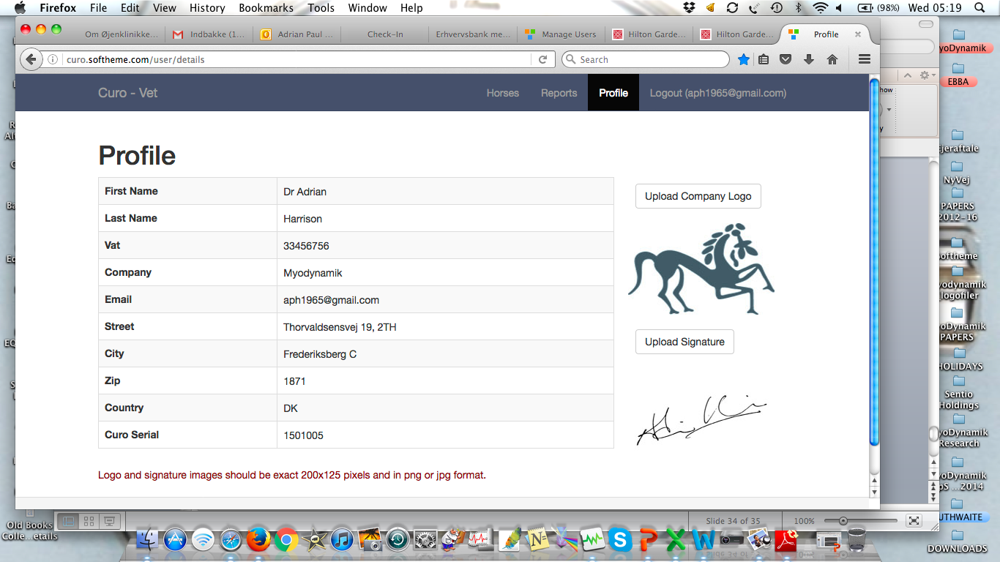 Firefox File Edit View History Bookmarks Tools Window Help (98%) Wed 05:19
Om Øjenklinikke... Indbakke (1... Adrian Paul ... Check-In Erhvervsbank me... Manage Users Hilton Garde... Hilton Garde... Profile
curo.softheme.com/user/details Search
Curo - Vet Horses Reports Profile Logout (aph1965@gmail.com)
Profile
First Name Dr Adrian
Last Name Harrison
Vat 33456756
Company Myodynamik
Email aph1965@gmail.com
Street Thorvaldsensvej 19, 2TH
City Frederiksberg C
Zip 1871
Country DK
Curo Serial 1501005
Upload Company Logo
Upload Signature
Logo and signature images should be exact 200x125 pixels and in png or jpg format.
Slide 34 of 35 100%
yoDynamik
EBBA
jeraftale
NyVej
PAPERS
2012-16
oftheme
yodynamik
logofiler
yoDynamik
PAPERS
HOLIDAYS
Sentio
Holdings
yoDynamik
Research
yoDynamik
pS ...2014
UTHWAITE
DOWNLOADS
Old Books
Colle...etails